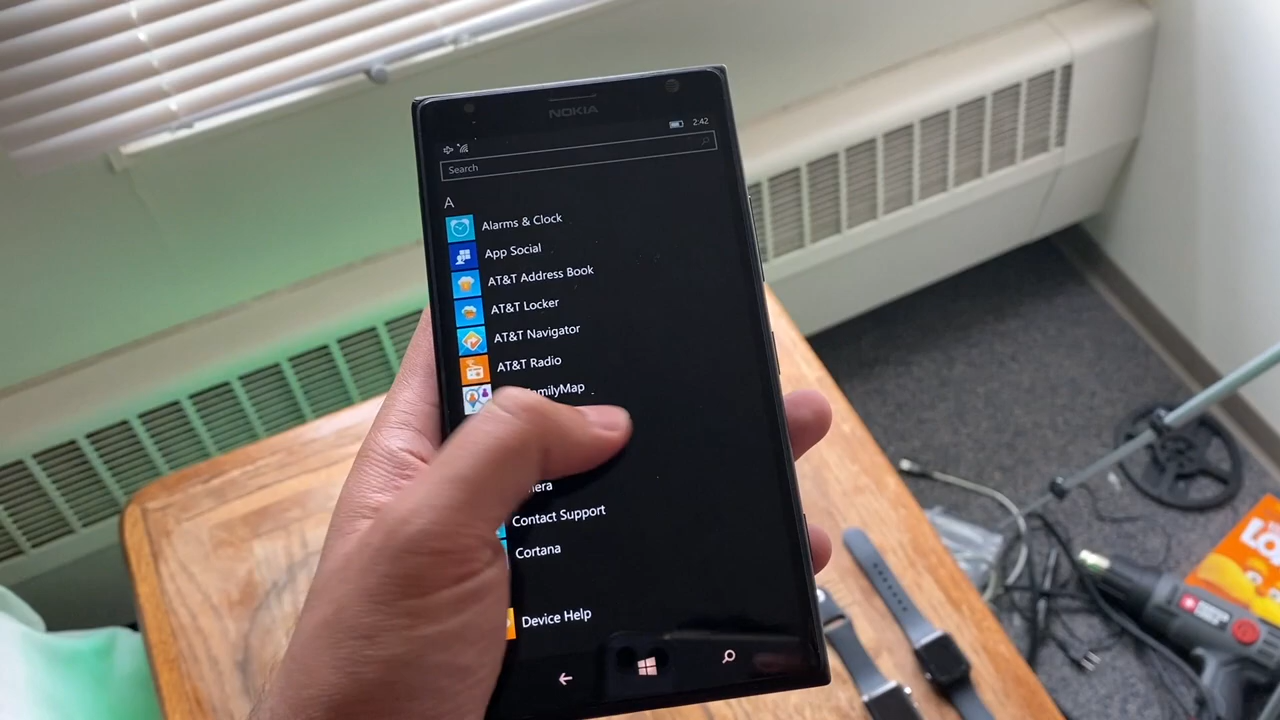 NOKIA
2:42
Search
A
Alarms & Clock
App Social
AT&T Address Book
AT&T Locker
AT&T Navigator
AT&T Radio
Contact Support
Cortana
Device Help